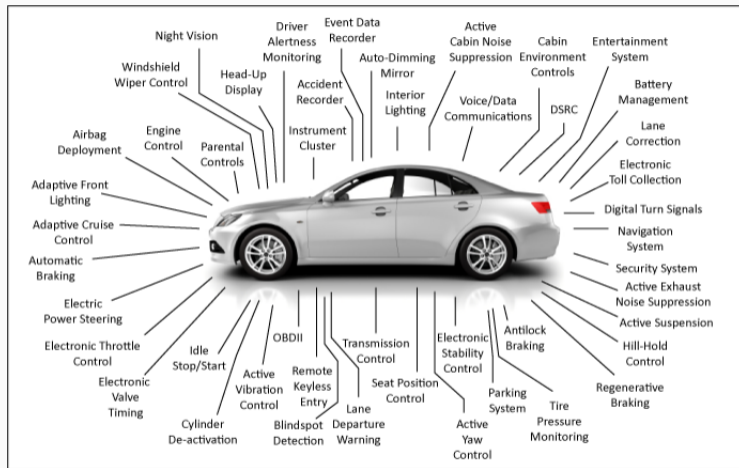 Night Vision
Driver
Alertness
Monitoring
Event Data
Recorder
Active
Cabin Noise
Suppression
Cabin
Environment
Controls
Entertainment
System
Windshield
Wiper Control
Head-Up
Display
Accident
Recorder
Auto-Dimming
Mirror
Interior
Lighting
Voice/Data
Communications
DSRC
Battery
Management
Airbag
Deployment
Engine
Control
Parental
Controls
Instrument
Cluster
Lane
Correction
Electronic
Toll Collection
Adaptive Front
Lighting
Digital Turn Signals
Adaptive Cruise
Control
Navigation
System
Automatic
Braking
Security System
Electric
Power Steering
Active Exhaust
Noise Suppression
Active Suspension
Electronic Throttle
Control
Idle
Stop/Start
OBDII
Transmission
Control
Electronic
Stability
Control
Antilock
Braking
Hill-Hold
Control
Electronic
Valve
Timing
Active
Vibration
Control
Remote
Keyless
Entry
Seat Position
Control
Parking
System
Regenerative
Braking
Cylinder
De-activation
Blindspot
Detection
Lane
Departure
Warning
Active
Yaw
Control
Tire
Pressure
Monitoring